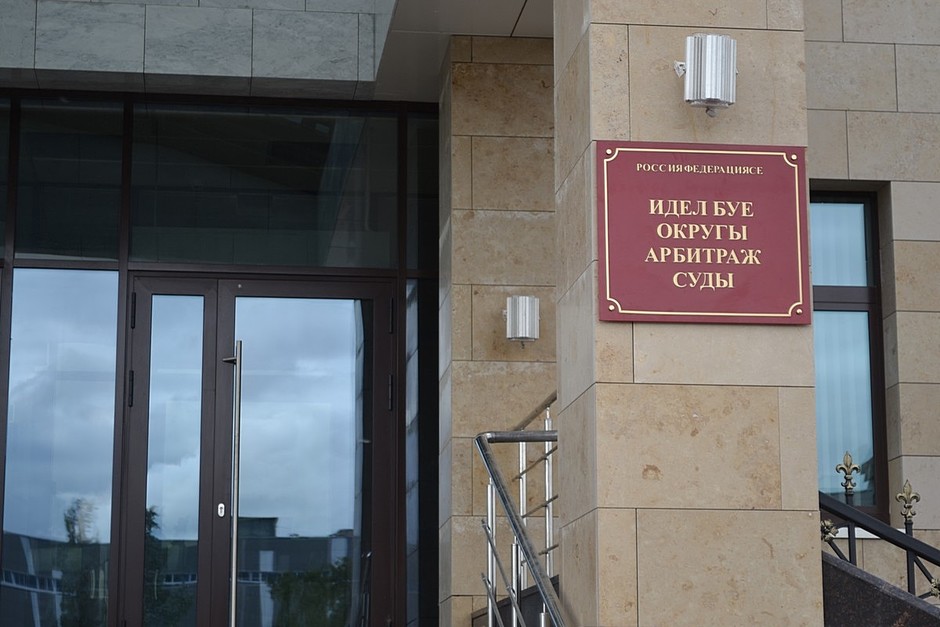 РОССИЯ ФЕДЕРАЦИЯСЕ
ИДЕЛ БУЕ
ОКРУГЫ
АРБИТРАЖ
СУДЫ